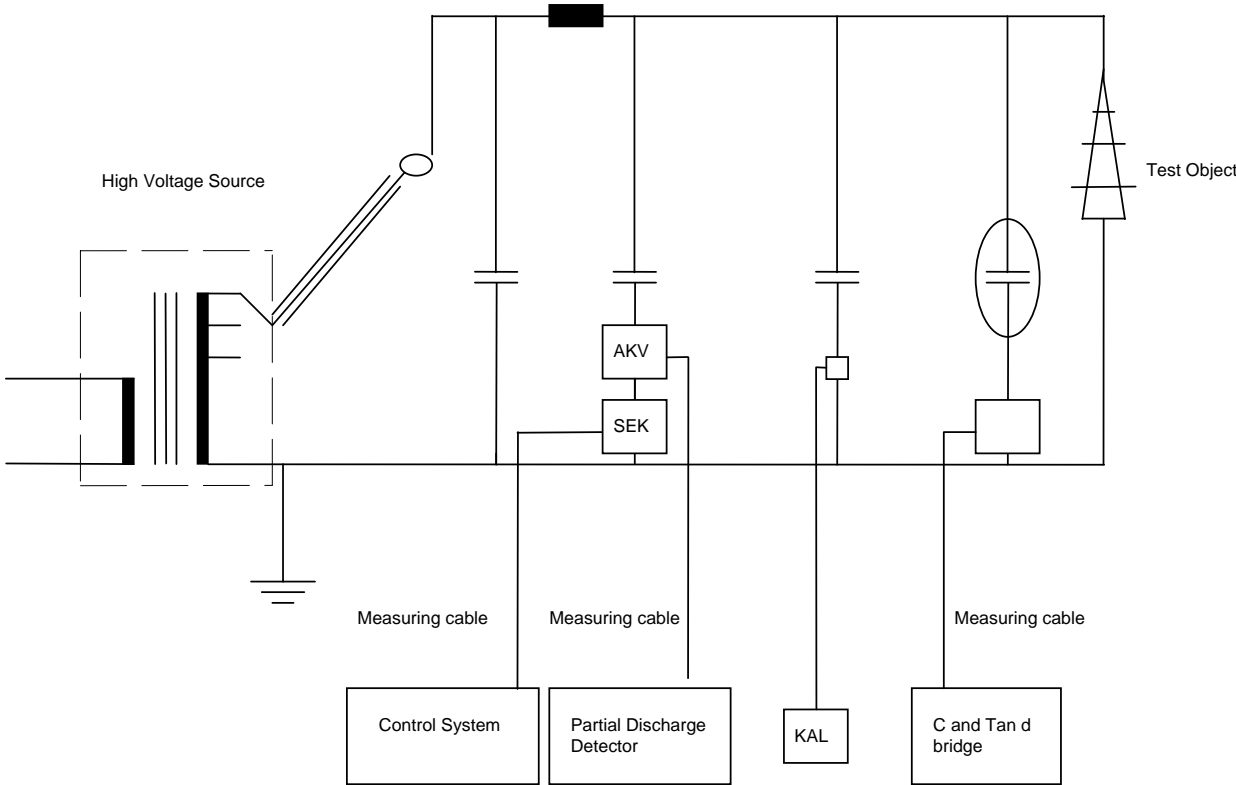 High Voltage Source
Test Object
AKV
SEK
Measuring cable
Measuring cable
Measuring cable
Control System
Partial Discharge
Detector
KAL
C and Tan d
bridge